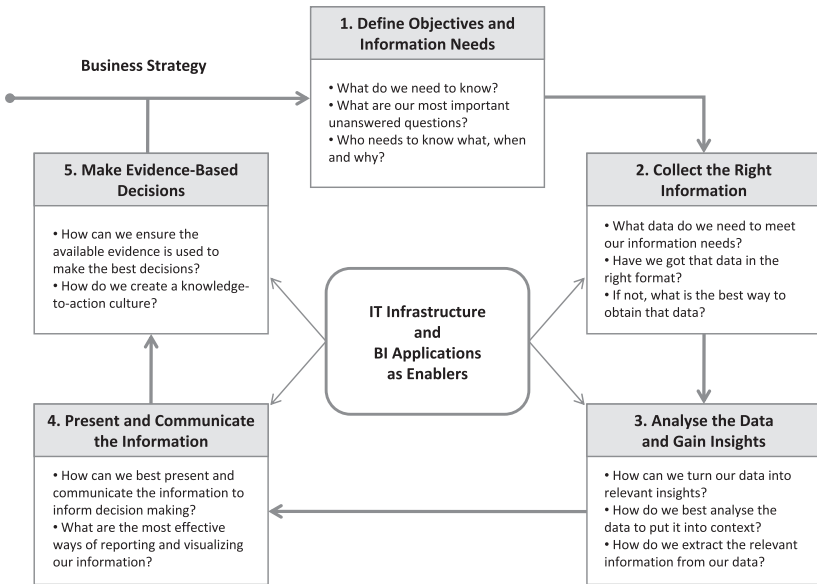 1. Define Objectives and
Information Needs
Business Strategy
• What do we need to know?
• What are our most important
unanswered questions?
• Who needs to know what, when
and why?
5. Make Evidence-Based
Decisions
• How can we ensure the
available evidence is used to
make the best decisions?
• How do we create a knowledge-
to-action culture?
2. Collect the Right
Information
• What data do we need to meet
our information needs?
• Have we got that data in the
right format?
• If not, what is the best way to
obtain that data?
IT Infrastructure
and
BI Applications
as Enablers
4. Present and Communicate
the Information
• How can we best present and
communicate the information to
inform decision making?
• What are the most effective
ways of reporting and visualizing
our information?
3. Analyse the Data
and Gain Insights
• How can we turn our data into
relevant insights?
• How do we best analyse the
data to put it into context?
• How do we extract the relevant
information from our data?